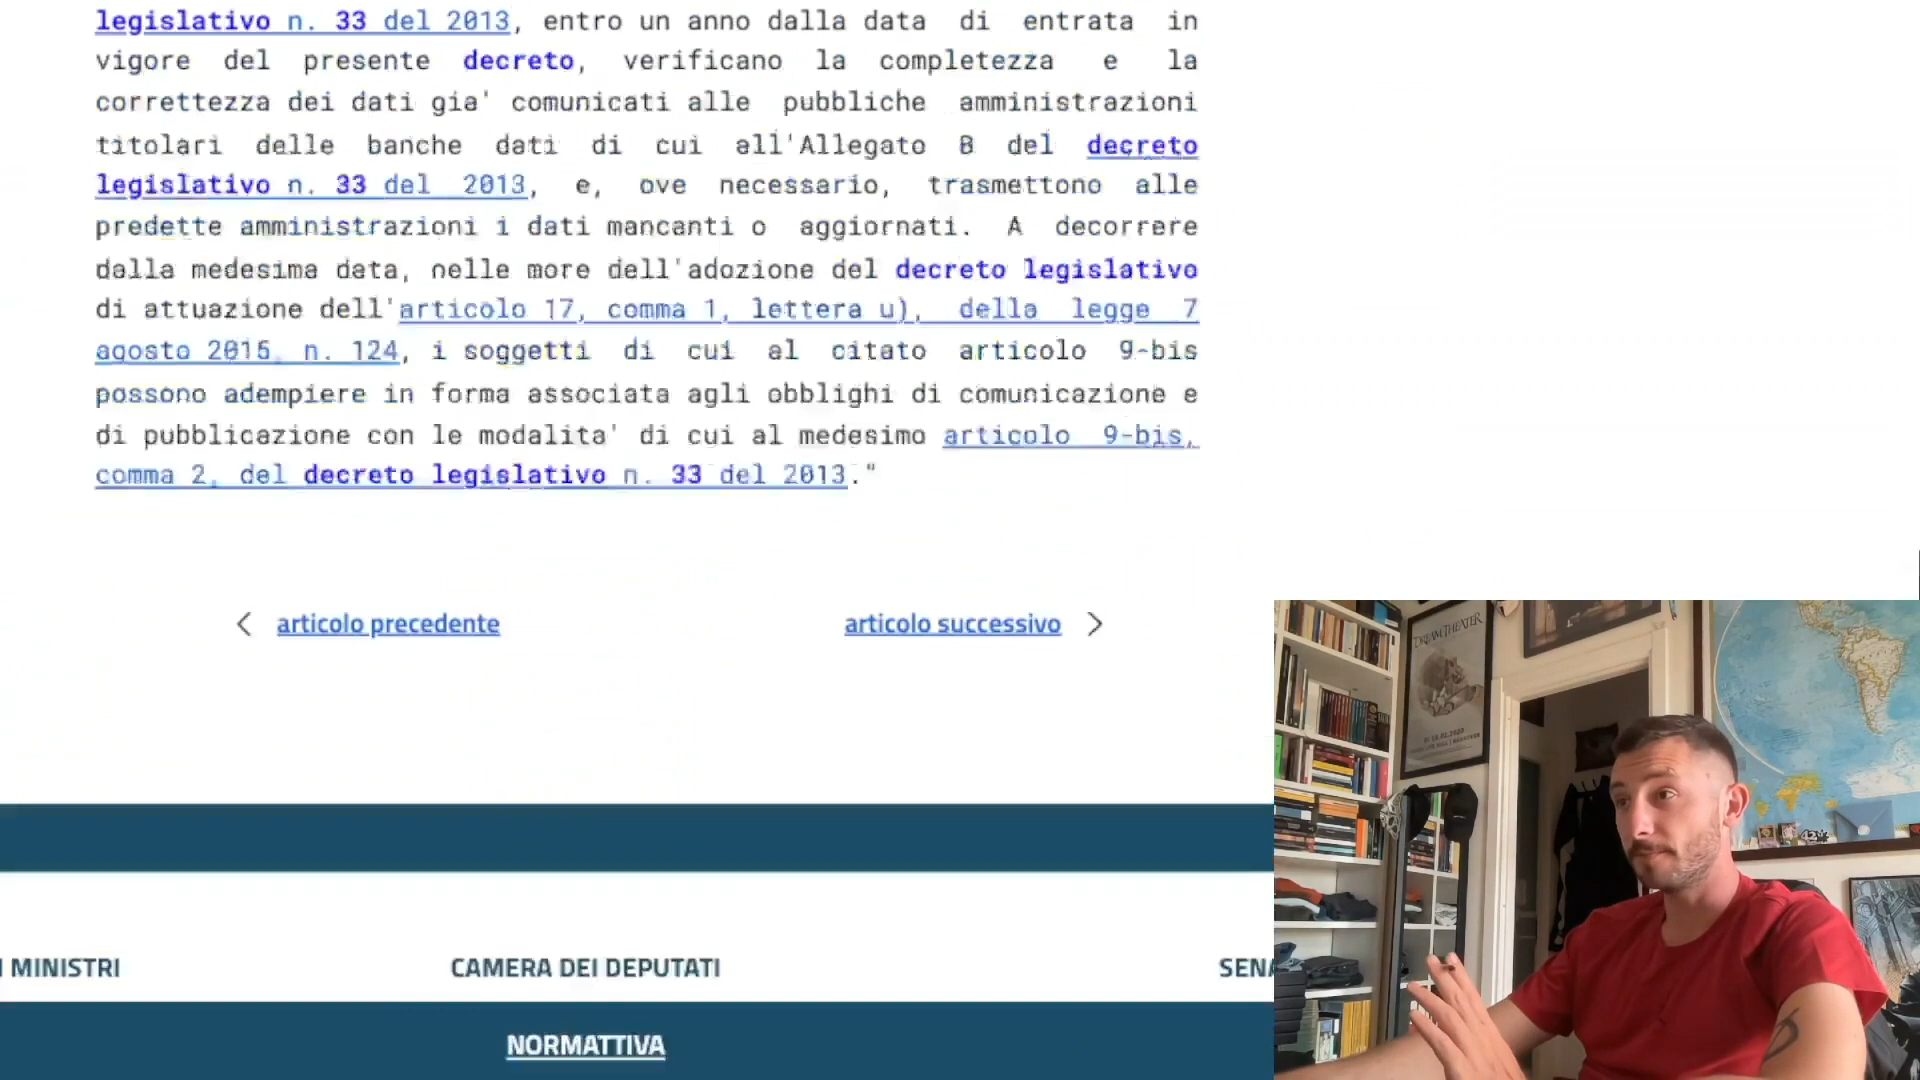 legislativo n. 33 del 2013, entro un anno dalla data di entrata in
vigore del presente decreto, verificano la completezza e la
correttezza dei dati gia' comunicati alle pubbliche amministrazioni
titolari delle banche dati di cui all'Allegato B del decreto
legislativo n. 33 del 2013, e, ove necessario, trasmettono alle
predette amministrazioni i dati mancanti o aggiornati. A decorrere
dalla medesima data, nelle more dell'adozione del decreto legislativo
di attuazione dell'articolo 17, comma 1, lettera u), della legge 7
agosto 2015, n. 124, i soggetti di cui al citato articolo 9-bis
possono adempiere in forma associata agli obblighi di comunicazione e
di pubblicazione con le modalita' di cui al medesimo articolo 9-bis,
comma 2, del decreto legislativo n. 33 del 2013."
articolo precedente
articolo successivo
DREAM THEATER
I MINISTRI
CAMERA DEI DEPUTATI
SENA
NORMATTIVA